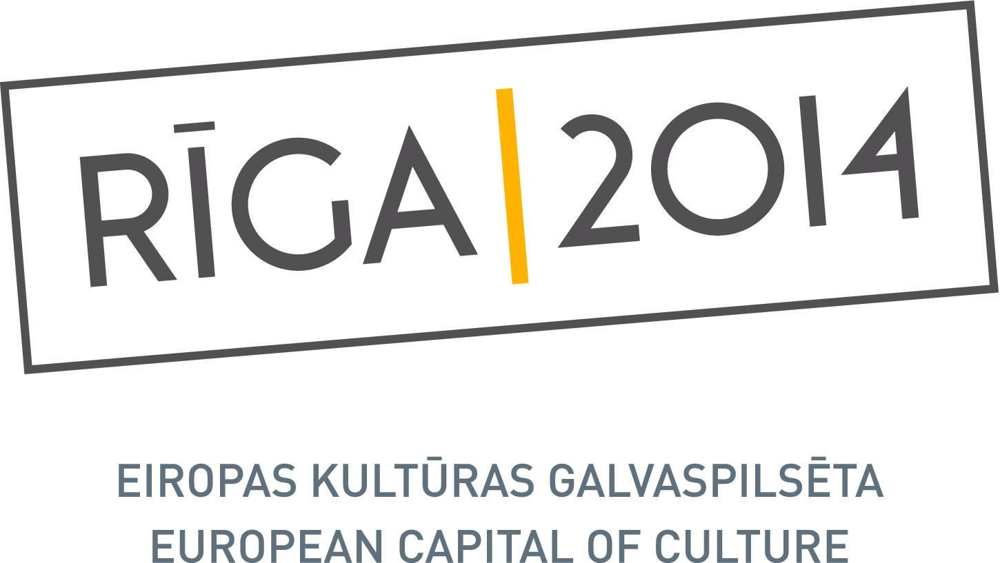 RĪGA|2014
EIROPAS KULTŪRAS GALVASPILSĒTA
EUROPEAN CAPITAL OF CULTURE